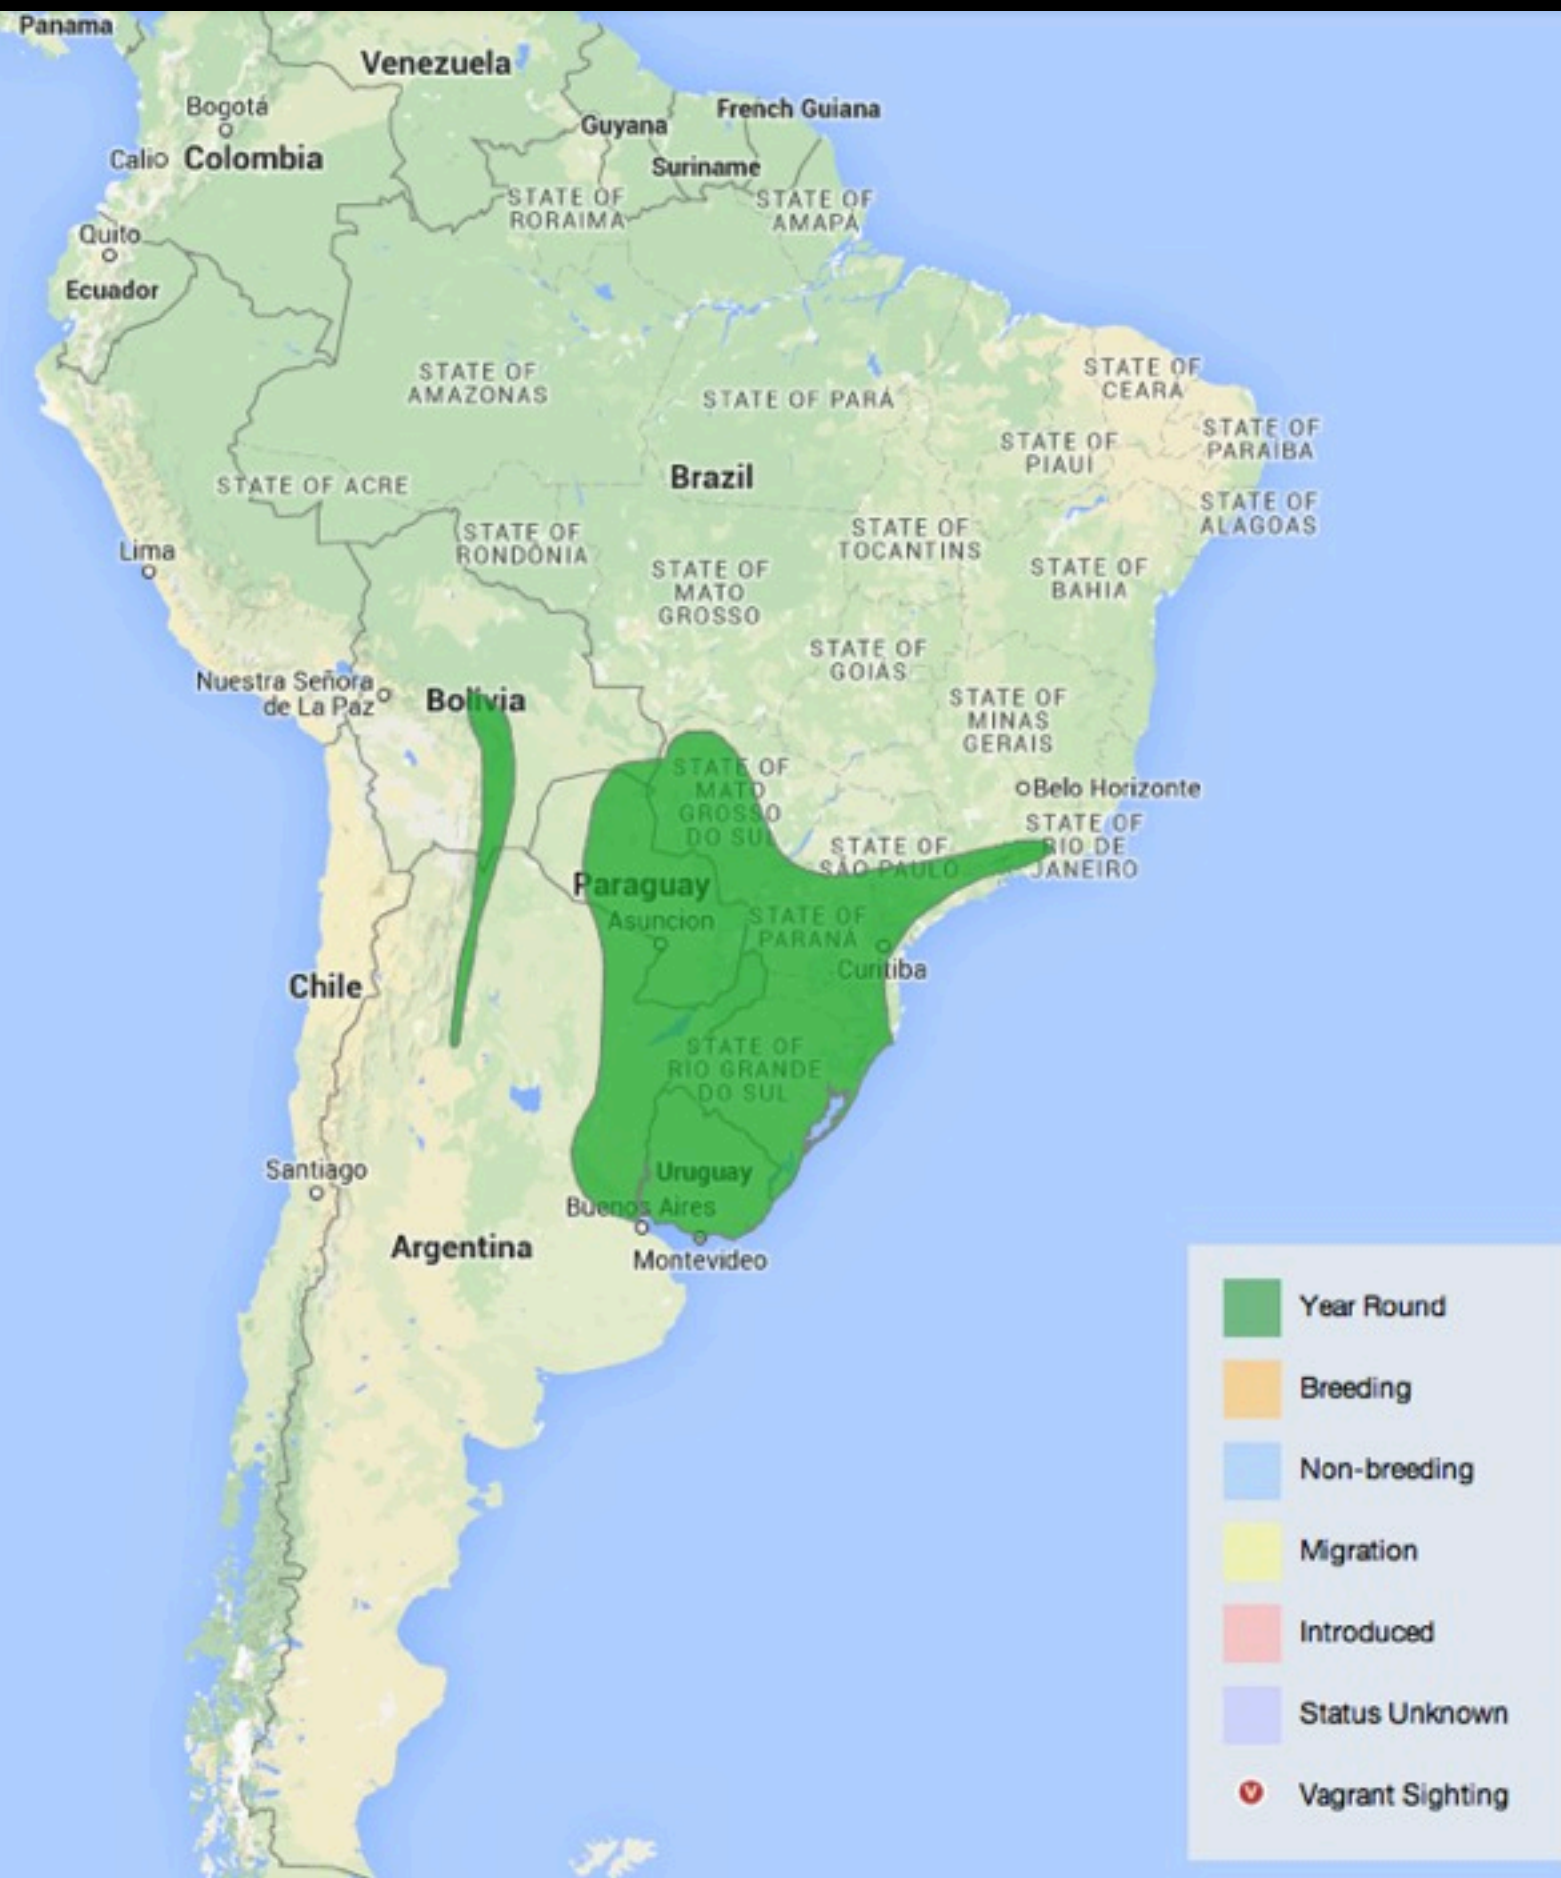 Panama
Venezuela
Bogotá
French Guiana
Guyana
Cali
Colombia
Suriname
STATE OF
RORAIMA
STATE OF
AMAPÁ
Quito
Ecuador
STATE OF
AMAZONAS
STATE OF PARÁ
STATE OF
CEARÁ
STATE OF
PIAUÍ
STATE OF
PARAÍBA
Brazil
STATE OF ACRE
STATE OF
ALAGOAS
STATE OF
RONDÔNIA
STATE OF
TOCANTINS
Lima
STATE OF
MATO
GROSSO
STATE OF
BAHIA
STATE OF
GOIÁS
Nuestra Señora
de La Paz
Bolivia
STATE OF
MINAS
GERAIS
STATE OF
MATO
GROSSO
DO SUL
Belo Horizonte
STATE OF
RIO DE
JANEIRO
STATE OF
SÃO PAULO
Paraguay
Asuncion
STATE OF
PARANÁ
Curitiba
Chile
STATE OF
RIO GRANDE
DO SUL
Santiago
Uruguay
Buenos Aires
Argentina
Montevideo
Year Round
Breeding
Non-breeding
Migration
Introduced
Status Unknown
V
Vagrant Sighting